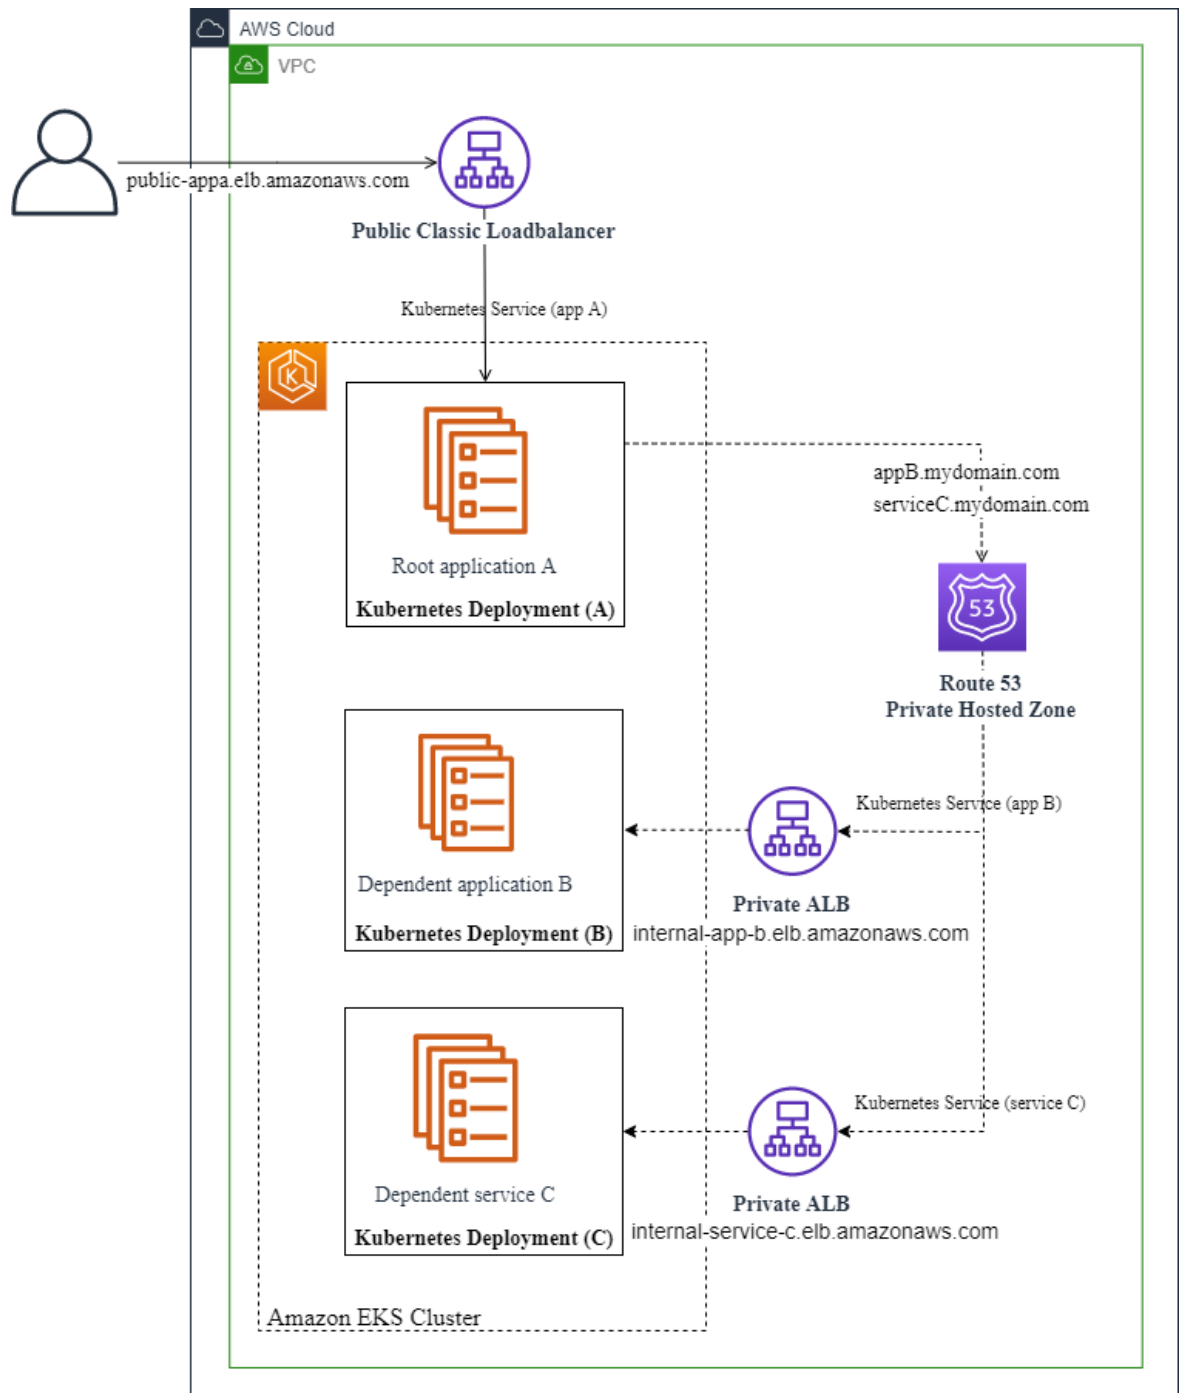 AWS Cloud
VPC
public-appa.elb.amazonaws.com
Public Classic Loadbalancer
Kubernetes Service (app A)
K
Root application A
Kubernetes Deployment (A)
appB.mydomain.com
serviceC.mydomain.com
53
Route 53
Private Hosted Zone
Kubernetes Service (app B)
Private ALB
internal-app-b.elb.amazonaws.com
Dependent application B
Kubernetes Deployment (B)
Kubernetes Service (service C)
Private ALB
internal-service-c.elb.amazonaws.com
Dependent service C
Kubernetes Deployment (C)
Amazon EKS Cluster